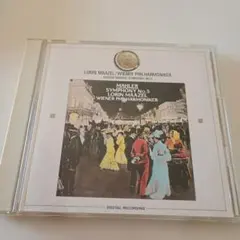 LORIN MAAZEL/WIENER PHILHARMONIKER
MAHLER
SYMPHONY No.5
LORIN MAAZEL
WIENER PHILHARMONIKER
DIGITAL RECORDING